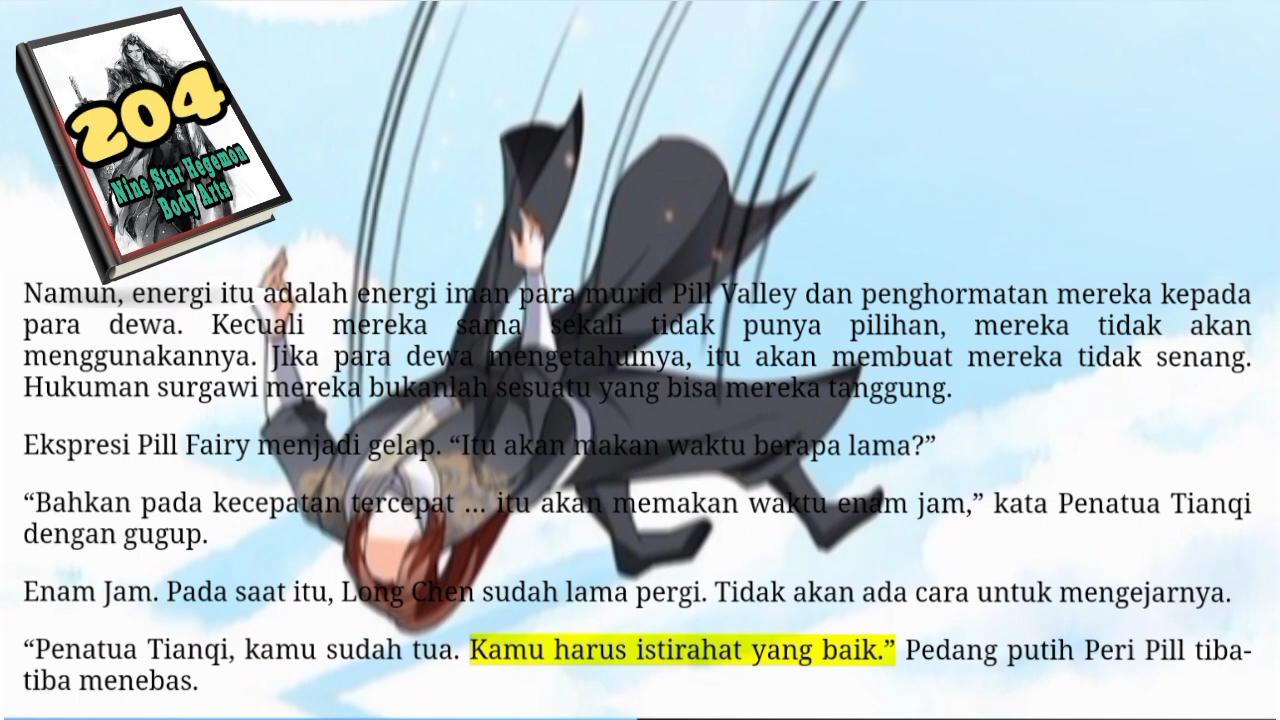 204
Nine Star Hegemon
Body Arts
Namun, energi itu adalah energi iman para murid Pill Valley dan penghormatan mereka kepada
para dewa. Kecuali mereka sama sekali tidak punya pilihan, mereka tidak akan
menggunakannya. Jika para dewa mengetahuinya, itu akan membuat mereka tidak senang.
Hukuman surgawi mereka bukanlah sesuatu yang bisa mereka tanggung.
Ekspresi Pill Fairy menjadi gelap. “Itu akan makan waktu berapa lama?”
“Bahkan pada kecepatan tercepat ... itu akan memakan waktu enam jam,” kata Penatua Tianqi
dengan gugup.
Enam Jam. Pada saat itu, Long Chen sudah lama pergi. Tidak akan ada cara untuk mengejarnya.
“Penatua Tianqi, kamu sudah tua. Kamu harus istirahat yang baik.” Pedang putih Peri Pill tiba-
tiba menebas.